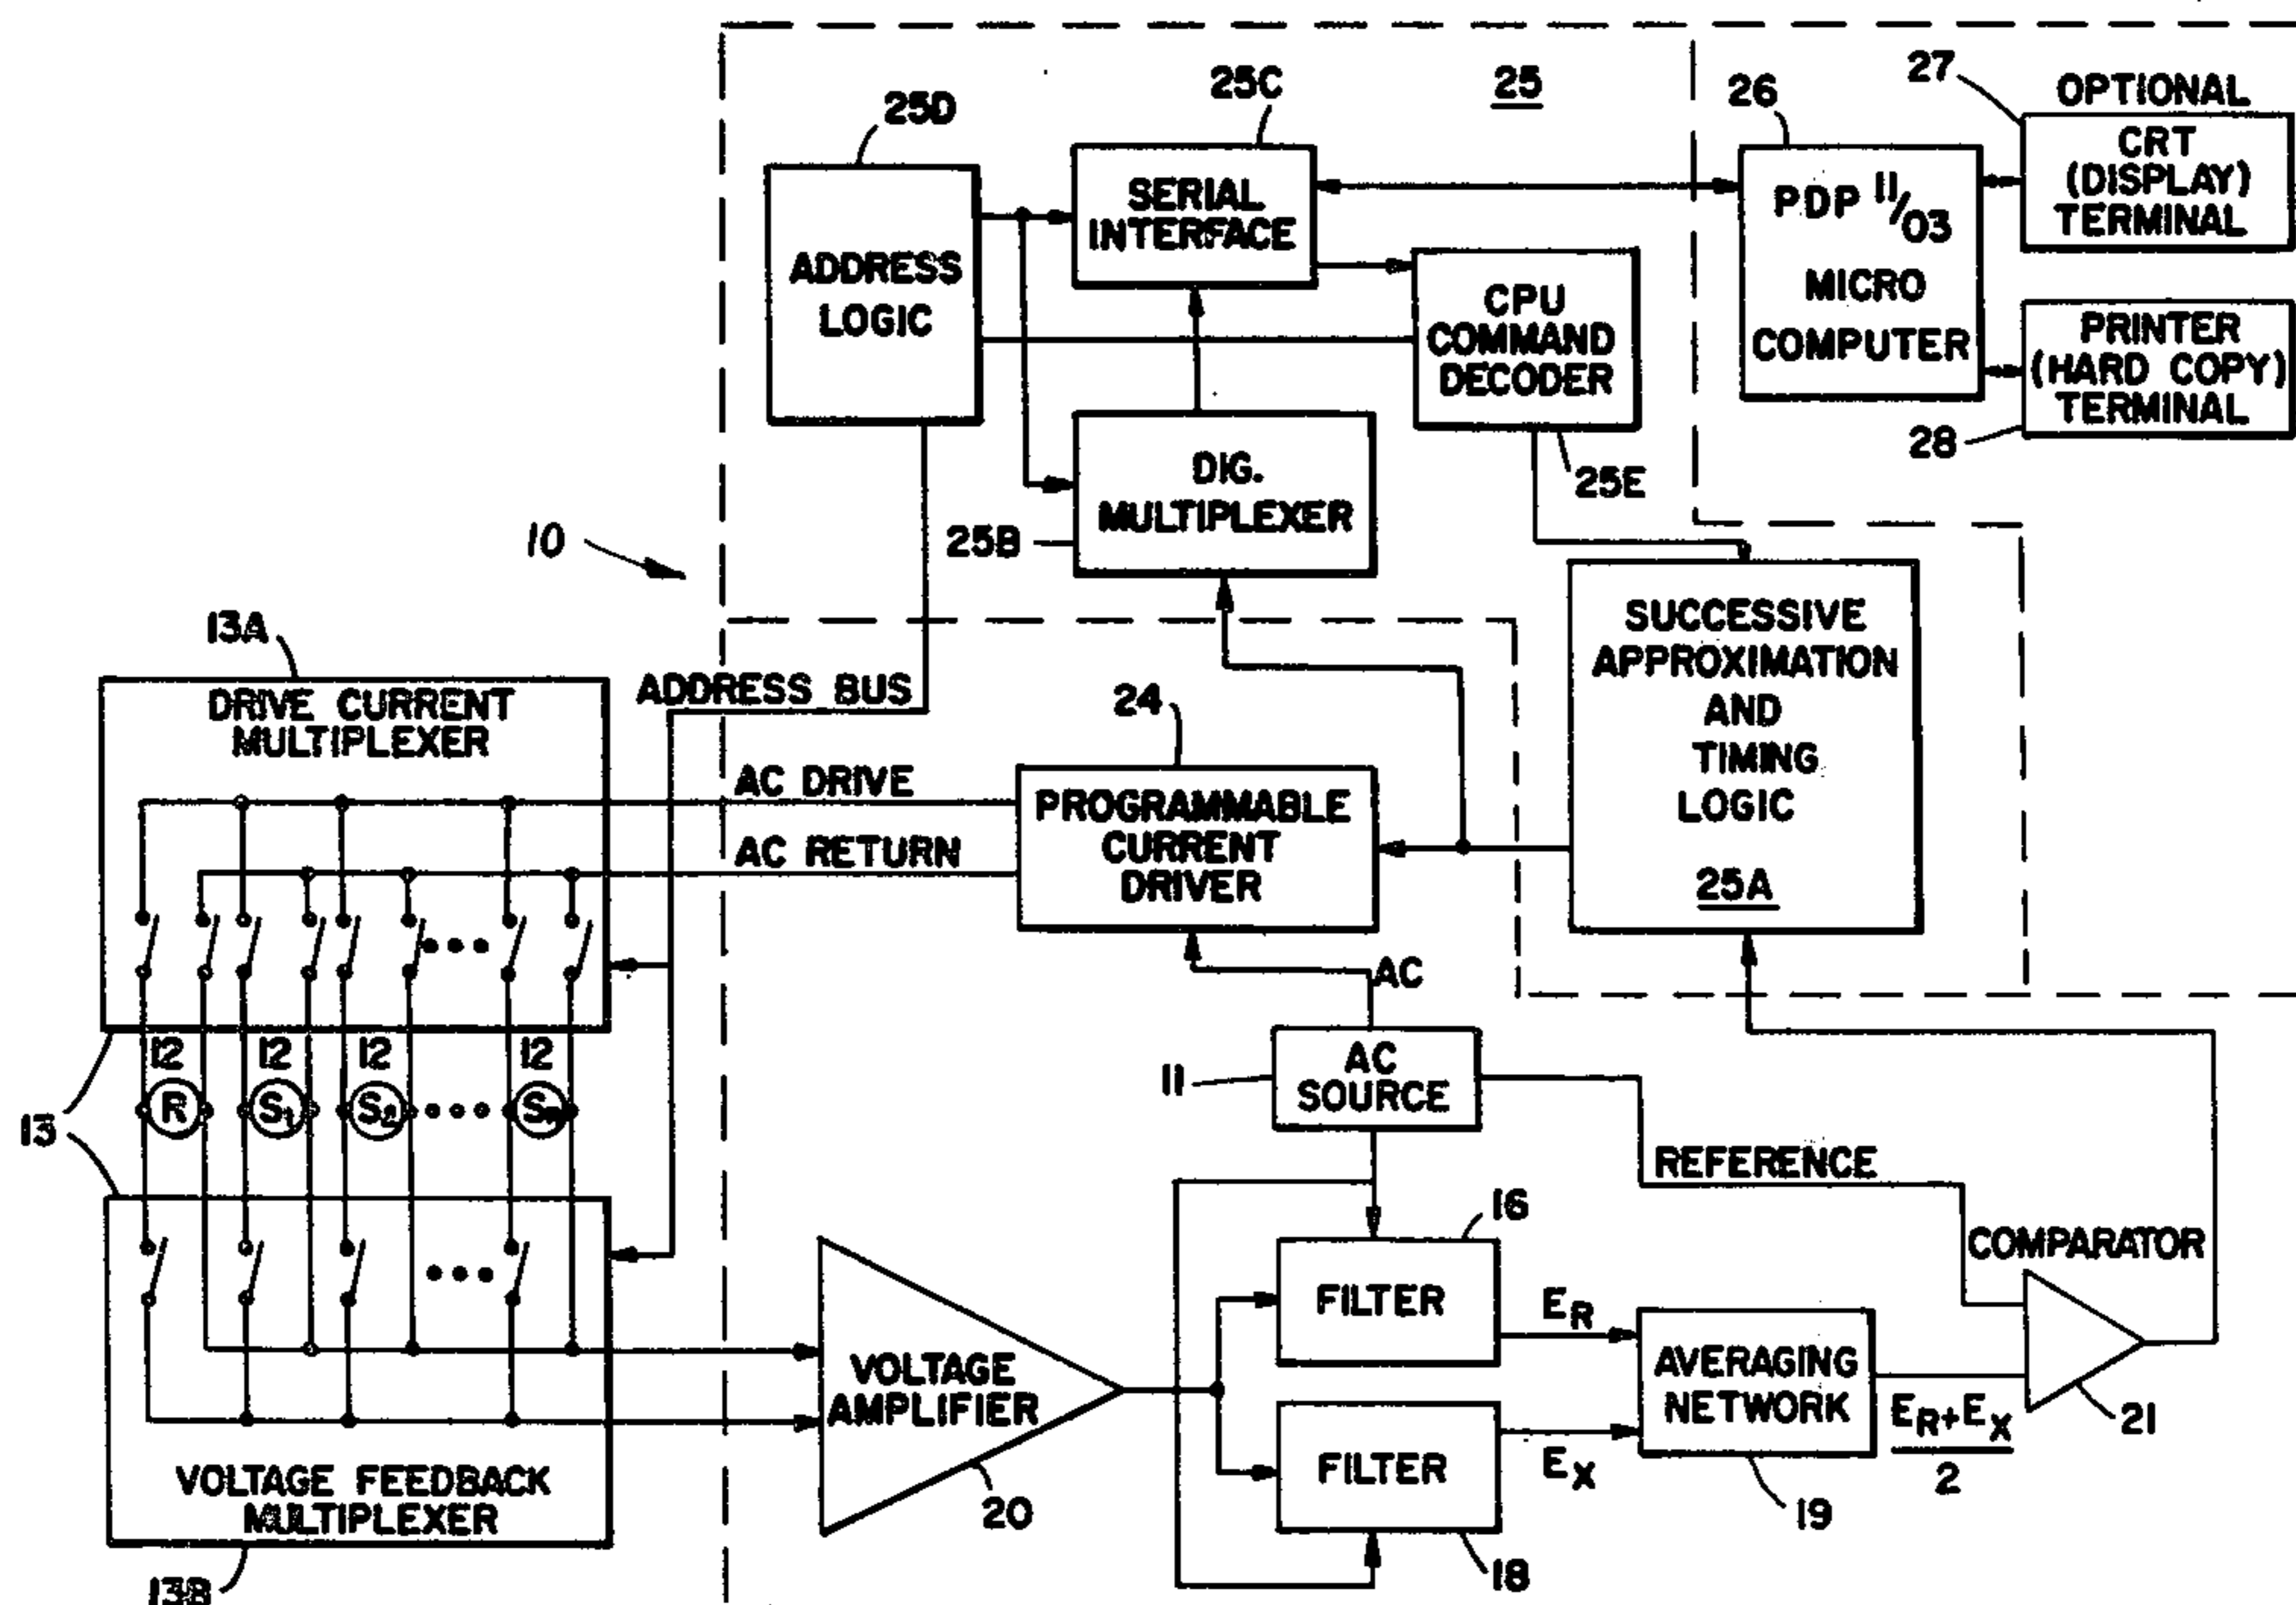 25D
25C
25
26
27
OPTIONAL
CRT
(DISPLAY)
TERMINAL
ADDRESS
LOGIC
SERIAL
INTERFACE
CPU
COMMAND
DECODER
PDP 11/03
MICRO
COMPUTER
PRINTER
(HARD COPY)
TERMINAL
28
25E
DIG.
MULTIPLEXER
25B
10
13A
DRIVE CURRENT
MULTIPLEXER
ADDRESS BUS
24
AC DRIVE
AC RETURN
PROGRAMMABLE
CURRENT
DRIVER
SUCCESSIVE
APPROXIMATION
AND
TIMING
LOGIC
25A
AC
12 12 12 12
R S1 S2
13
11
AC
SOURCE
REFERENCE
COMPARATOR
16
FILTER
ER
VOLTAGE
AMPLIFIER
20
FILTER
EX
18
AVERAGING
NETWORK
19
ER+EX
2
21
VOLTAGE FEEDBACK
MULTIPLEXER
13B